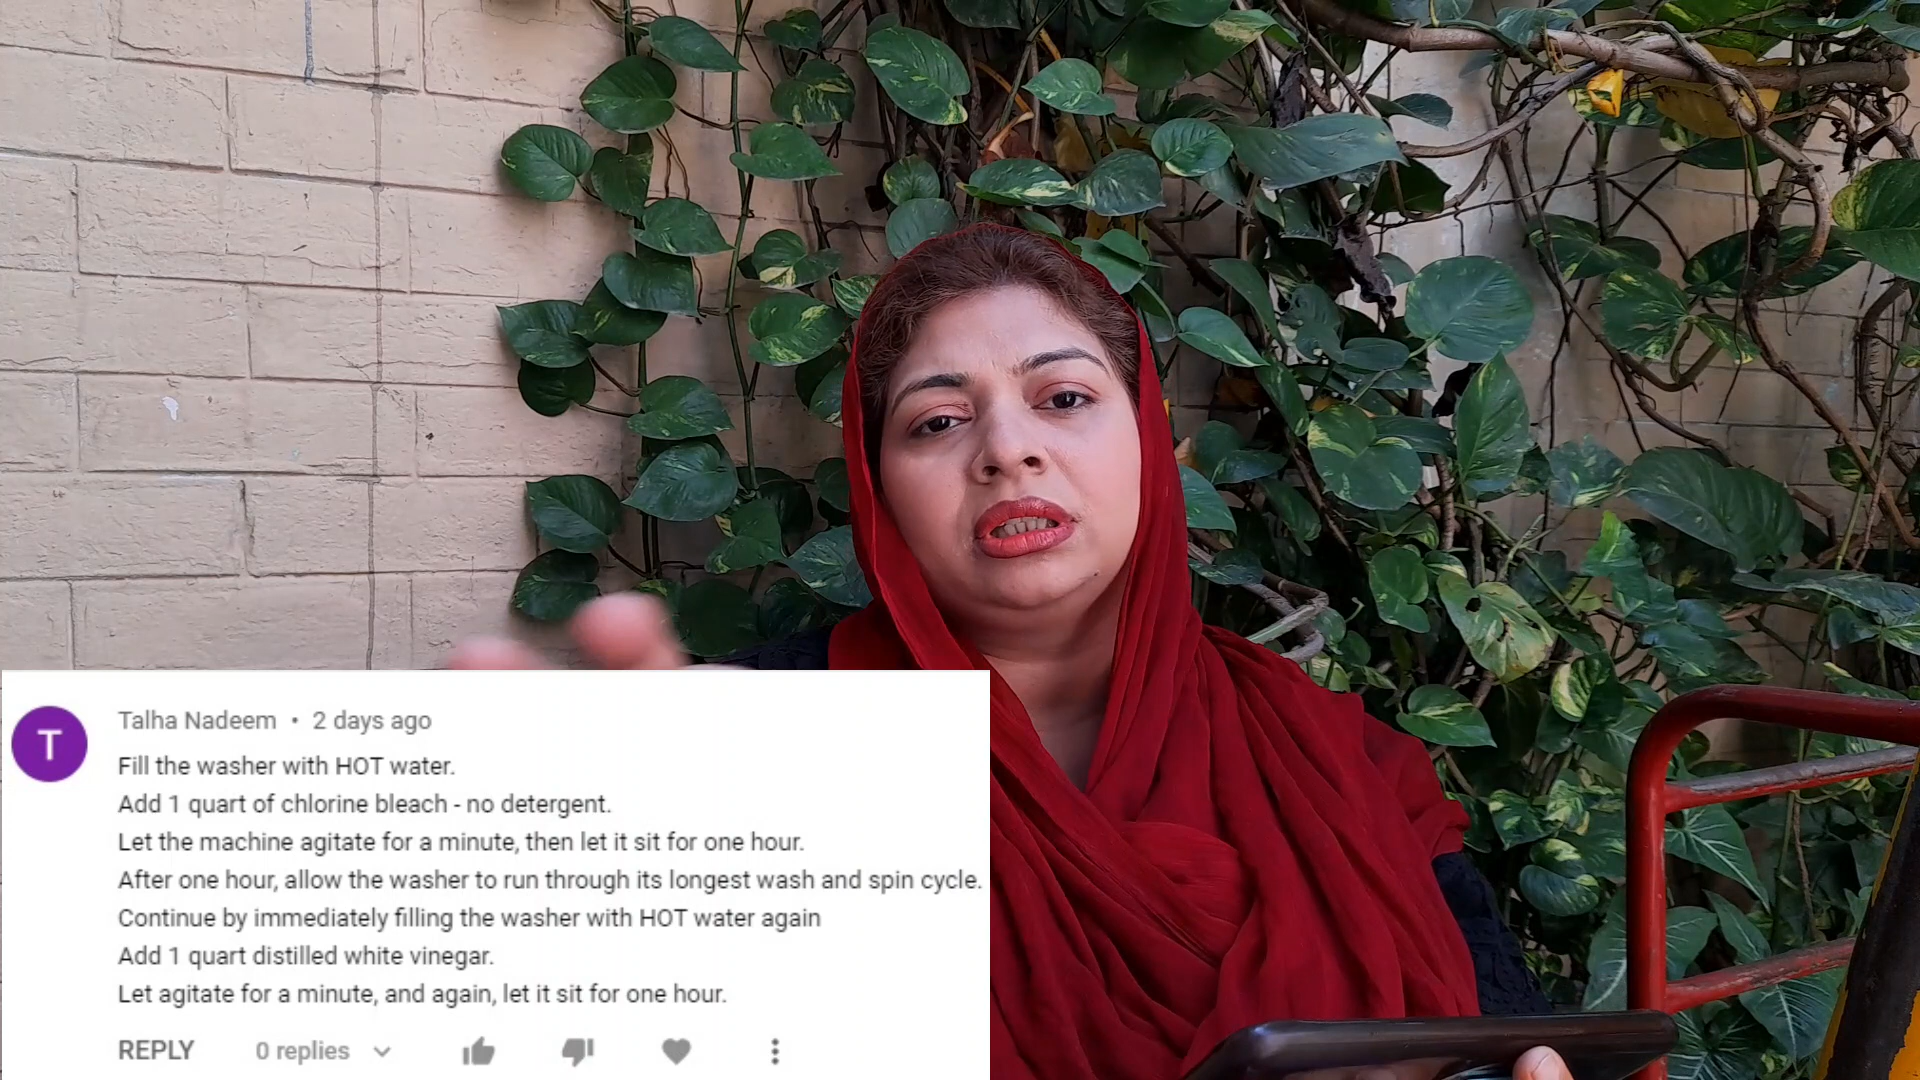 T
Talha Nadeem • 2 days ago
Fill the washer with HOT water.
Add 1 quart of chlorine bleach - no detergent.
Let the machine agitate for a minute, then let it sit for one hour.
After one hour, allow the washer to run through its longest wash and spin cycle.
Continue by immediately filling the washer with HOT water again
Add 1 quart distilled white vinegar.
Let agitate for a minute, and again, let it sit for one hour.
REPLY 0 replies